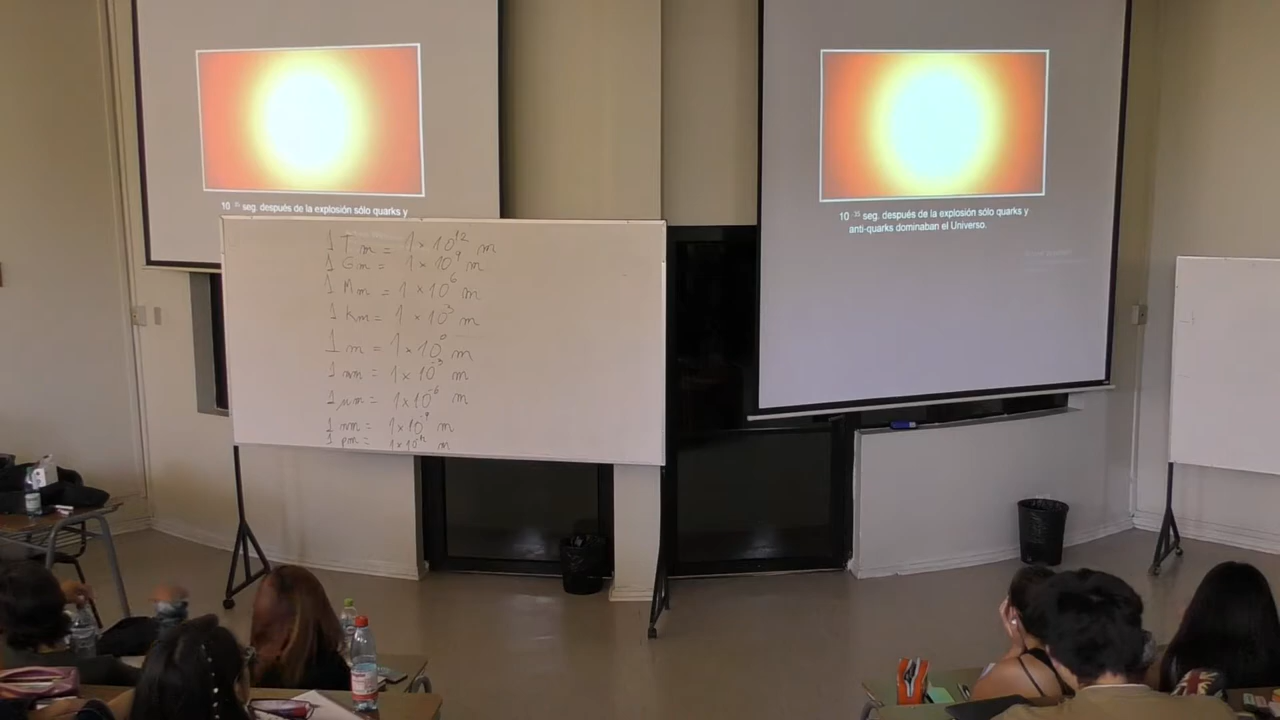 10⁻³⁵ seg. después de la explosión sólo quarks y
1 Tm = 1 × 10¹² m
1 Gm = 1 × 10⁹ m
1 Mm = 1 × 10⁶ m
1 km = 1 × 10³ m
1 m = 1 × 10⁰ m
1 mm = 1 × 10⁻³ m
1 μm = 1 × 10⁻⁶ m
1 nm = 1 × 10⁻⁹ m
1 pm = 1 × 10⁻¹² m
10⁻³⁵ seg. después de la explosión sólo quarks y
anti-quarks dominaban el Universo.